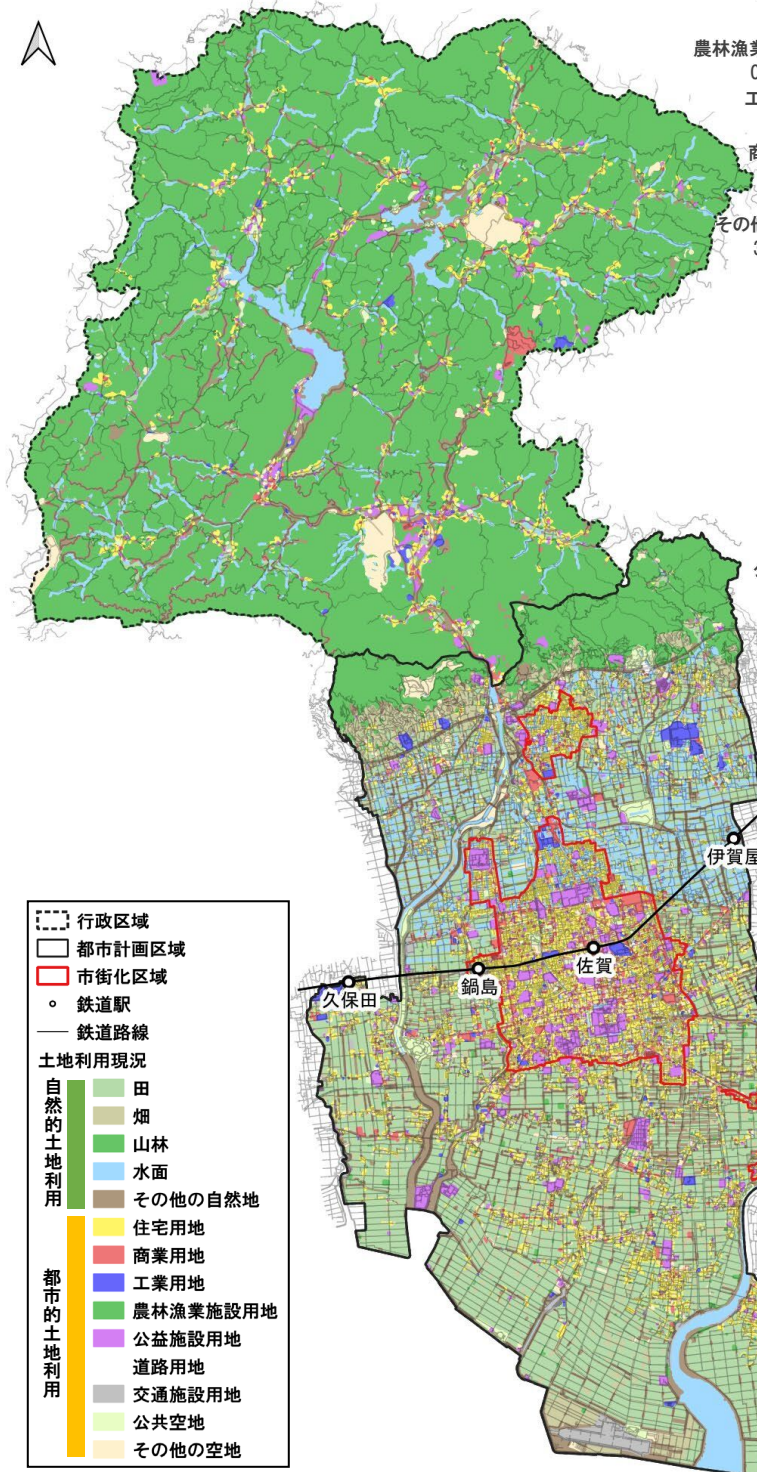 農林漁業
工
商
その他
3
伊賀屋
佐賀
鍋島
久保田
行政区域
都市計画区域
市街化区域
鉄道駅
鉄道路線
土地利用現況
自然的土地利用
田
畑
山林
水面
その他の自然地
都市的土地利用
住宅用地
商業用地
工業用地
農林漁業施設用地
公益施設用地
道路用地
交通施設用地
公共空地
その他の空地